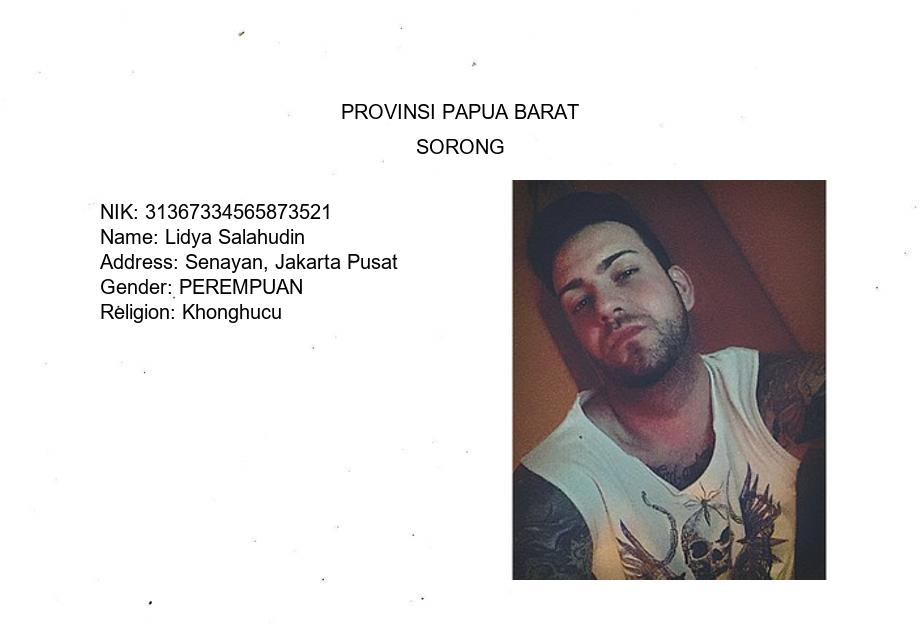 PROVINSI PAPUA BARAT
SORONG
NIK: 31367334565873521
Name: Lidya Salahudin
Address: Senayan, Jakarta Pusat
Gender: PEREMPUAN
Religion: Khonghucu